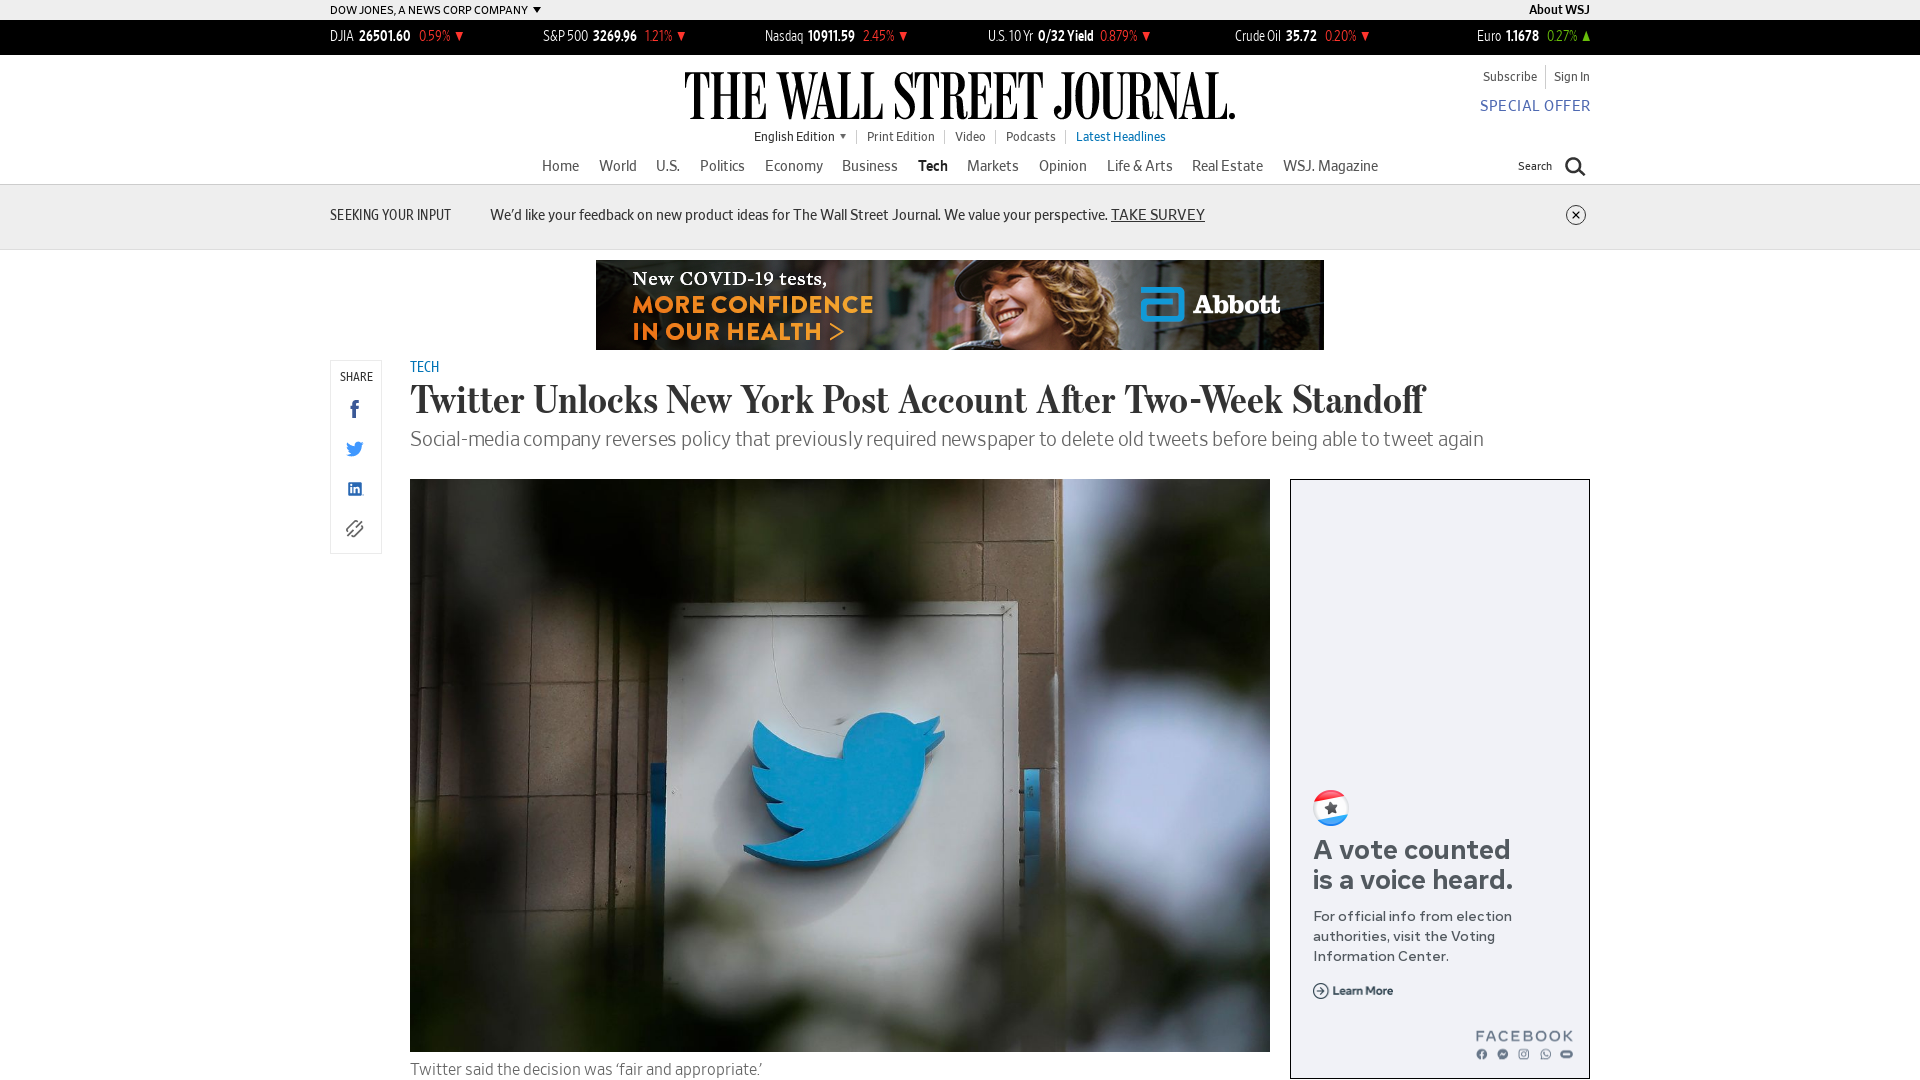 DOW JONES, A NEWS CORP COMPANY
About WSJ
DJIA 26501.60 0.59%
S&P 500 3269.96 1.21%
Nasdaq 10911.59 2.45%
U.S. 10 Yr 0/32 Yield 0.879%
Crude Oil 35.72 0.20%
Euro 1.1678 0.27%
THE WALL STREET JOURNAL.
Subscribe
Sign In
SPECIAL OFFER
English Edition
Print Edition
Video
Podcasts
Latest Headlines
Home
World
U.S.
Politics
Economy
Business
Tech
Markets
Opinion
Life & Arts
Real Estate
WSJ. Magazine
Search
SEEKING YOUR INPUT
We’d like your feedback on new product ideas for The Wall Street Journal. We value your perspective. TAKE SURVEY
New COVID-19 tests,
MORE CONFIDENCE
IN OUR HEALTH >
Abbott
SHARE
TECH
Twitter Unlocks New York Post Account After Two-Week Standoff
Social-media company reverses policy that previously required newspaper to delete old tweets before being able to tweet again
A vote counted
is a voice heard.
For official info from election
authorities, visit the Voting
Information Center.
Learn More
FACEBOOK
Twitter said the decision was ‘fair and appropriate.’